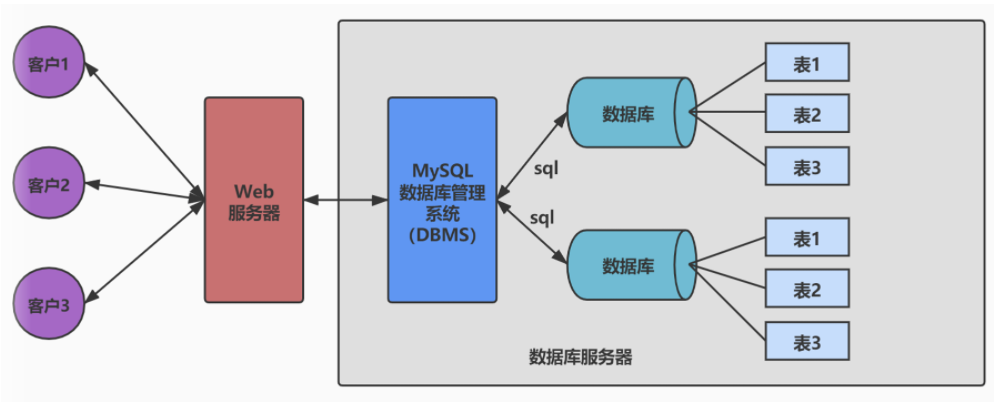 客户1
客户2
客户3
Web
服务器
MySQL
数据库管理
系统
（DBMS）
sql
sql
数据库
数据库
表1
表2
表3
表1
表2
表3
数据库服务器